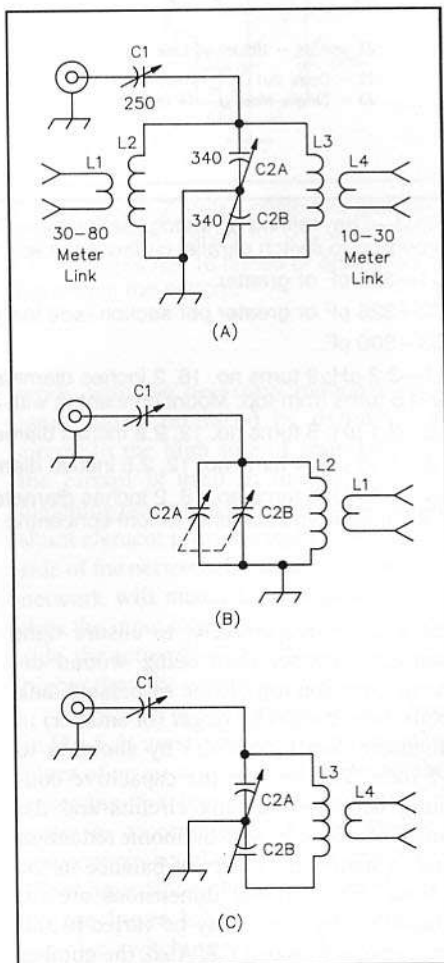 C1
250
L2
L3
L1
340
C2A
L4
340
C2B
30-80
Meter
Link
10-30
Meter
Link
(A)
C1
L2
L1
C2A
C2B
(B)
C1
L3
C2A
L4
C2B
(C)